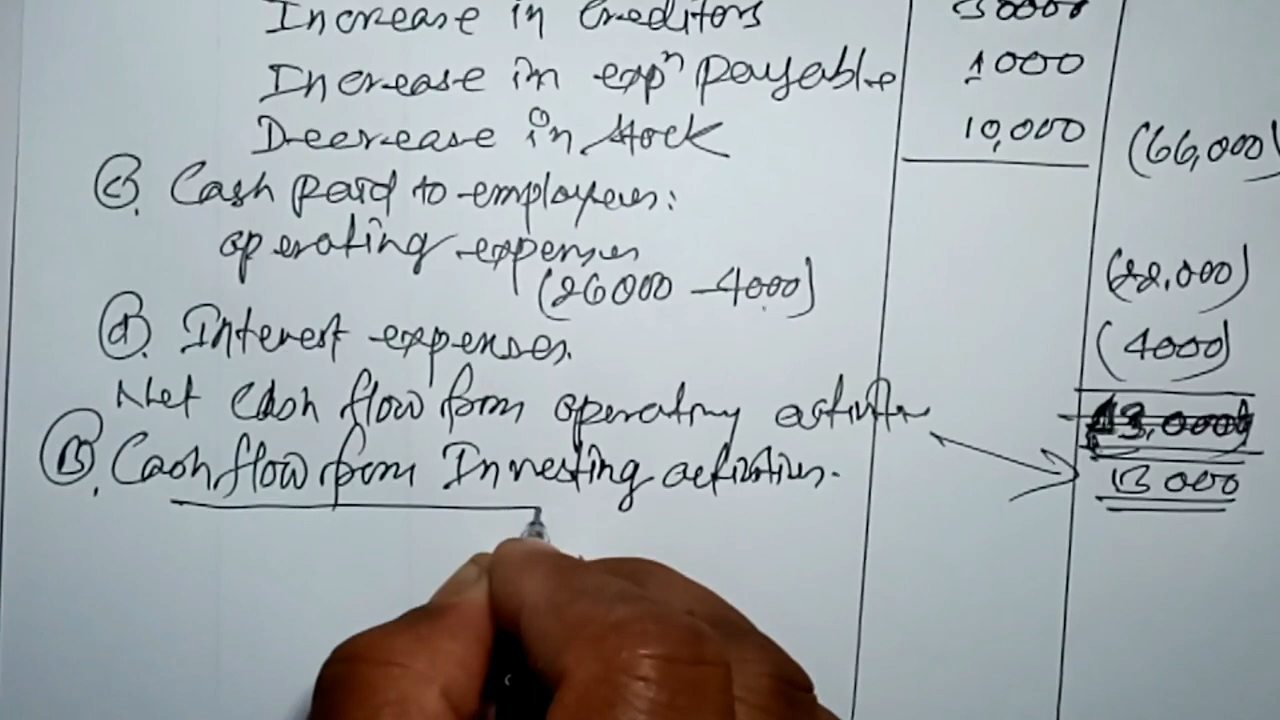 Increase in Creditors
Increase in expⁿ payable 1000
Decrease in stock 10,000 (66,000)
(c). Cash paid to employees:
operating expenses
(26000 - 4000) (22,000)
(d). Interest expenses. (4000)
Net Cash flow from operating activities
(B). Cash flow from Investing activities. 13000